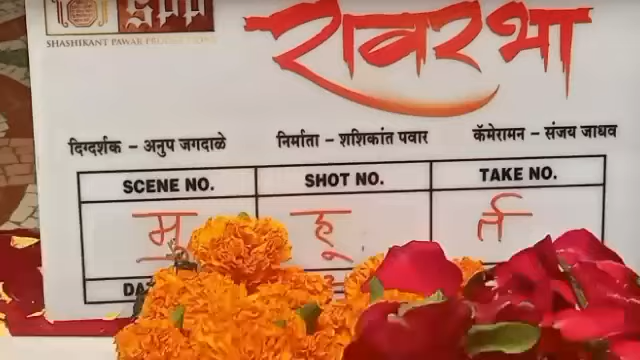 spp
SHASHIKANT PAWAR PRODUCTIONS
रावरंभा
दिग्दर्शक – अनुप जगदाळे निर्माता – शशिकांत पवार कॅमेरामन – संजय जाधव
SCENE NO. SHOT NO. TAKE NO.
मु हू र्त